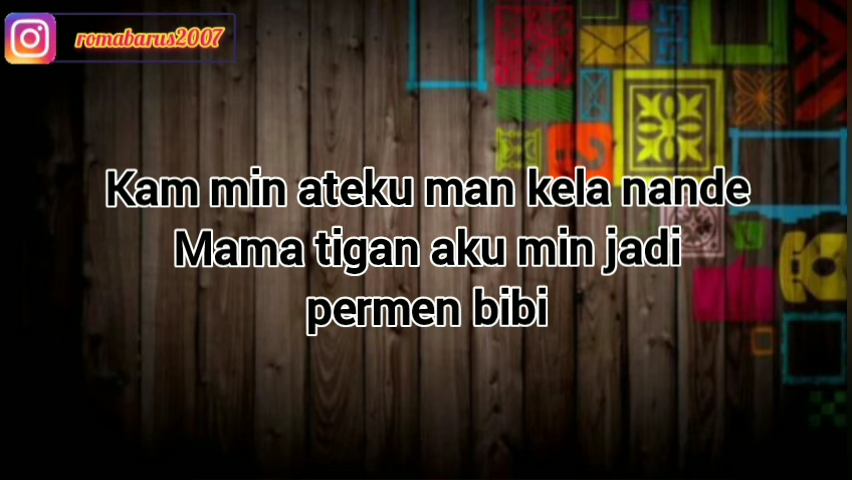 romabarus2007
Kam min ateku man kela nande
Mama tigan aku min jadi
permen bibi